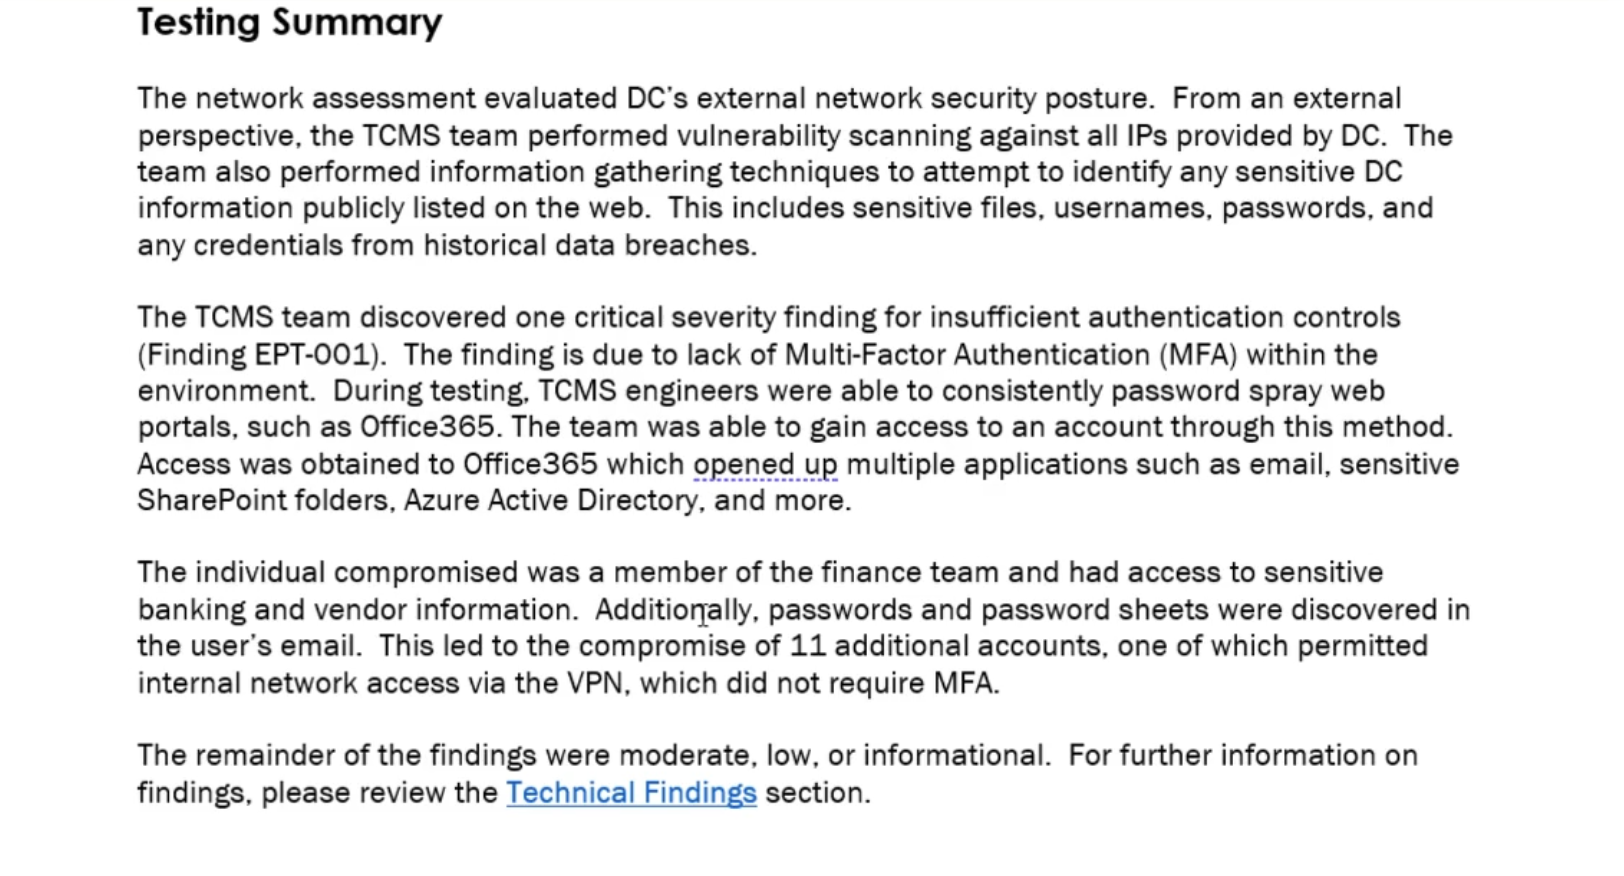 Testing Summary
The network assessment evaluated DC's external network security posture.  From an external
perspective, the TCMS team performed vulnerability scanning against all IPs provided by DC.  The
team also performed information gathering techniques to attempt to identify any sensitive DC
information publicly listed on the web.  This includes sensitive files, usernames, passwords, and
any credentials from historical data breaches.
The TCMS team discovered one critical severity finding for insufficient authentication controls
(Finding EPT-001).  The finding is due to lack of Multi-Factor Authentication (MFA) within the
environment.  During testing, TCMS engineers were able to consistently password spray web
portals, such as Office365. The team was able to gain access to an account through this method.
Access was obtained to Office365 which opened up multiple applications such as email, sensitive
SharePoint folders, Azure Active Directory, and more.
The individual compromised was a member of the finance team and had access to sensitive
banking and vendor information.  Additionally, passwords and password sheets were discovered in
the user's email.  This led to the compromise of 11 additional accounts, one of which permitted
internal network access via the VPN, which did not require MFA.
The remainder of the findings were moderate, low, or informational.  For further information on
findings, please review the Technical Findings section.